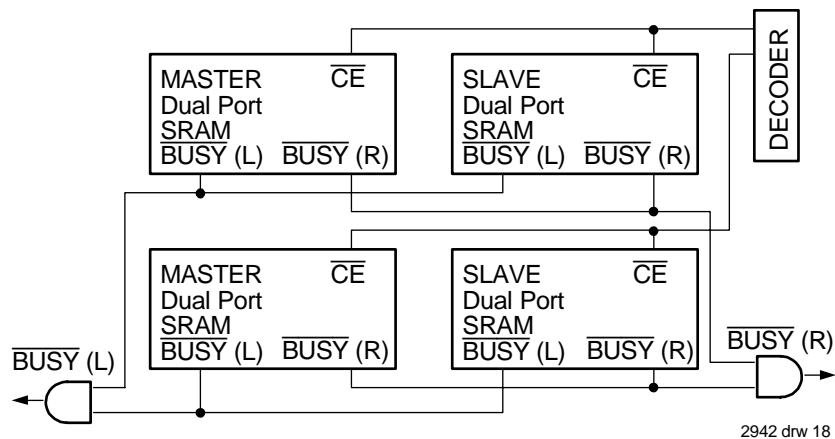 MASTER CE
Dual Port
SRAM
BUSY (L) BUSY (R)
SLAVE CE
Dual Port
SRAM
BUSY (L) BUSY (R)
DECODER
MASTER CE
Dual Port
SRAM
BUSY (L) BUSY (R)
SLAVE CE
Dual Port
SRAM
BUSY (L) BUSY (R)
BUSY (L)
BUSY (R)
2942 drw 18